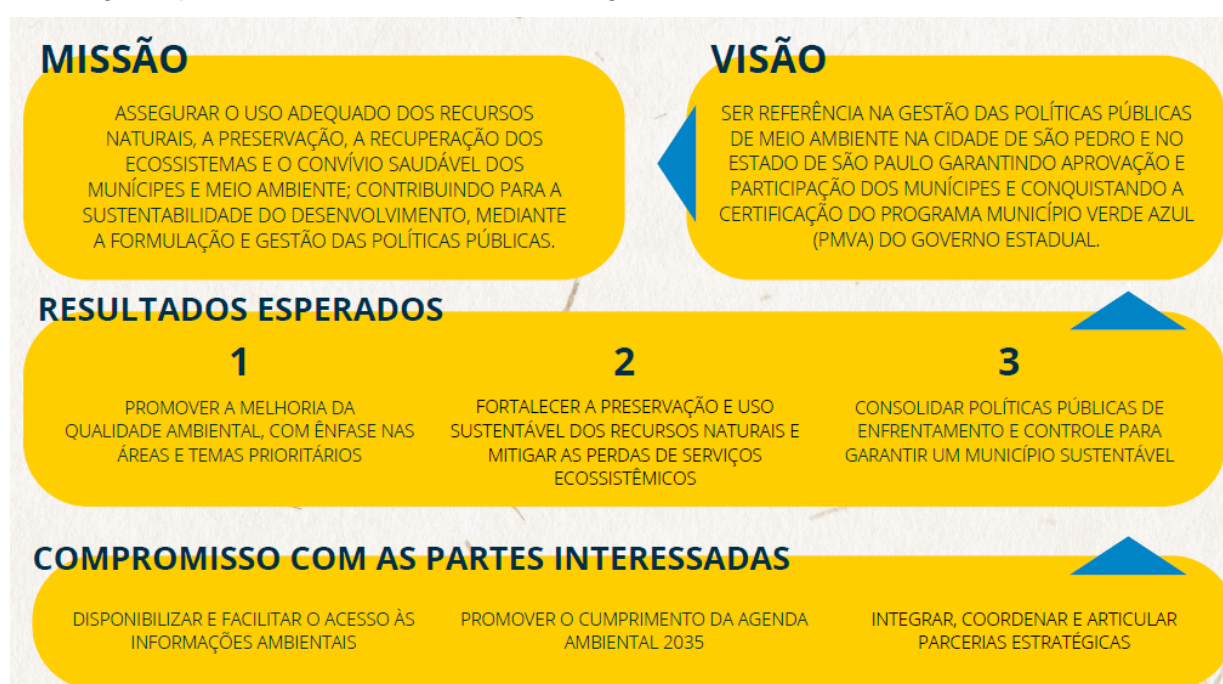 MISSÃO
ASSEGURAR O USO ADEQUADO DOS RECURSOS
NATURAIS, A PRESERVAÇÃO, A RECUPERAÇÃO DOS
ECOSSISTEMAS E O CONVÍVIO SAUDÁVEL DOS
MUNÍCIPES E MEIO AMBIENTE; CONTRIBUINDO PARA A
SUSTENTABILIDADE DO DESENVOLVIMENTO, MEDIANTE
A FORMULAÇÃO E GESTÃO DAS POLÍTICAS PÚBLICAS.
VISÃO
SER REFERÊNCIA NA GESTÃO DAS POLÍTICAS PÚBLICAS
DE MEIO AMBIENTE NA CIDADE DE SÃO PEDRO E NO
ESTADO DE SÃO PAULO GARANTINDO APROVAÇÃO E
PARTICIPAÇÃO DOS MUNÍCIPES E CONQUISTANDO A
CERTIFICAÇÃO DO PROGRAMA MUNICÍPIO VERDE AZUL
(PMVA) DO GOVERNO ESTADUAL.
RESULTADOS ESPERADOS
1
PROMOVER A MELHORIA DA
QUALIDADE AMBIENTAL, COM ÊNFASE NAS
ÁREAS E TEMAS PRIORITÁRIOS
2
FORTALECER A PRESERVAÇÃO E USO
SUSTENTÁVEL DOS RECURSOS NATURAIS E
MITIGAR AS PERDAS DE SERVIÇOS
ECOSSISTÊMICOS
3
CONSOLIDAR POLÍTICAS PÚBLICAS DE
ENFRENTAMENTO E CONTROLE PARA
GARANTIR UM MUNICÍPIO SUSTENTÁVEL
COMPROMISSO COM AS PARTES INTERESSADAS
DISPONIBILIZAR E FACILITAR O ACESSO ÀS
INFORMAÇÕES AMBIENTAIS
PROMOVER O CUMPRIMENTO DA AGENDA
AMBIENTAL 2035
INTEGRAR, COORDENAR E ARTICULAR
PARCERIAS ESTRATÉGICAS